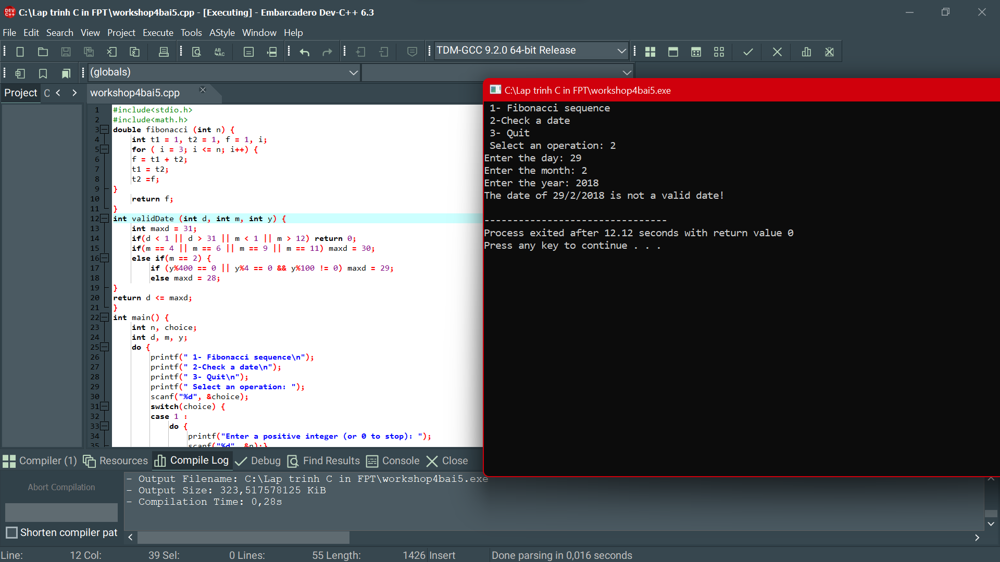 C:\Lap trinh C in FPT\workshop4bai5.cpp - [Executing] - Embarcadero Dev-C++ 6.3
File Edit Search View Project Execute Tools AStyle Window Help
TDM-GCC 9.2.0 64-bit Release
(globals)
Project C workshop4bai5.cpp
1 #include<stdio.h>
2 #include<math.h>
3 double fibonacci (int n) {
4 int t1 = 1, t2 = 1, f = 1, i;
5 for ( i = 3; i <= n; i++) {
6 f = t1 + t2;
7 t1 = t2;
8 t2 =f;
9 }
10 return f;
11 }
12 int validDate (int d, int m, int y) {
13 int maxd = 31;
14 if(d < 1 || d > 31 || m < 1 || m > 12) return 0;
15 if(m == 4 || m == 6 || m == 9 || m == 11) maxd = 30;
16 else if(m == 2) {
17 if (y%400 == 0 || y%4 == 0 && y%100 != 0) maxd = 29;
18 else maxd = 28;
19 }
20 return d <= maxd;
21 }
22 int main() {
23 int n, choice;
24 int d, m, y;
25 do {
26 printf(" 1- Fibonacci sequence\n");
27 printf(" 2-Check a date\n");
28 printf(" 3- Quit\n");
29 printf(" Select an operation: ");
30 scanf("%d", &choice);
31 switch(choice) {
32 case 1 :
33 do {
34 printf("Enter a positive integer (or 0 to stop): ");
35 scanf("%d", &n);}
C:\Lap trinh C in FPT\workshop4bai5.exe
1- Fibonacci sequence
2-Check a date
3- Quit
Select an operation: 2
Enter the day: 29
Enter the month: 2
Enter the year: 2018
The date of 29/2/2018 is not a valid date!
--------------------------------
Process exited after 12.12 seconds with return value 0
Press any key to continue . . .
Compiler (1) Resources Compile Log Debug Find Results Console Close
Abort Compilation
Shorten compiler pat
- Output Filename: C:\Lap trinh C in FPT\workshop4bai5.exe
- Output Size: 323,517578125 KiB
- Compilation Time: 0,28s
Line: 12 Col: 39 Sel: 0 Lines: 55 Length: 1426 Insert Done parsing in 0,016 seconds